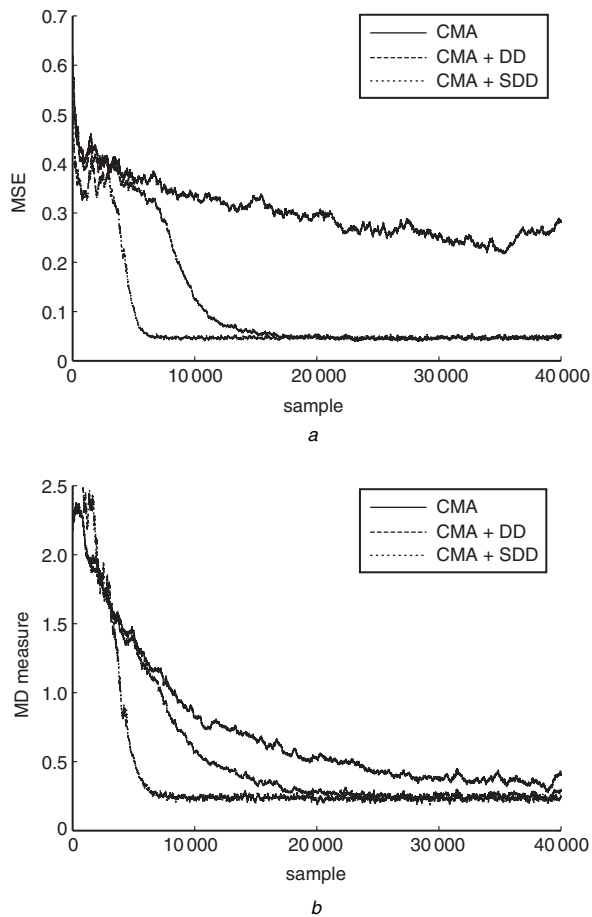 0.7
0.6
0.5
0.4
0.3
0.2
0.1
0
MSE
CMA
CMA + DD
CMA + SDD
0 10 000 20 000 30 000 40 000
sample
a
2.5
2.0
1.5
1.0
0.5
0
MD measure
CMA
CMA + DD
CMA + SDD
0 10 000 20 000 30 000 40 000
sample
b